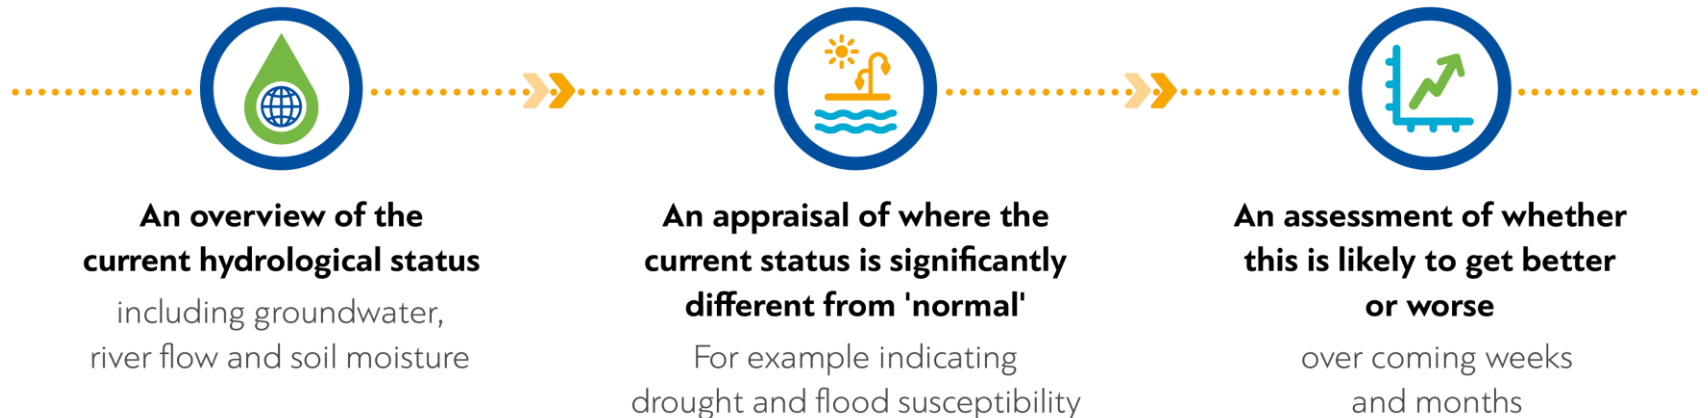 An overview of the
current hydrological status
including groundwater,
river flow and soil moisture
An appraisal of where the
current status is significantly
different from 'normal'
For example indicating
drought and flood susceptibility
An assessment of whether
this is likely to get better
or worse
over coming weeks
and months